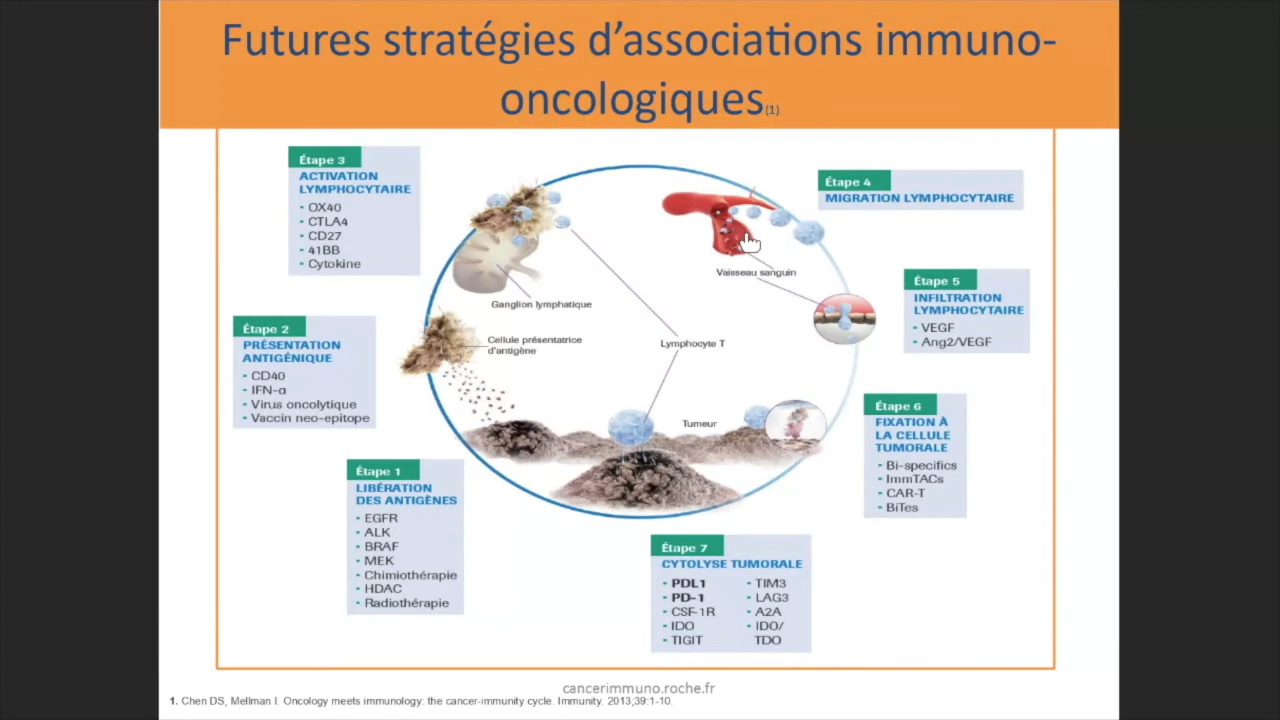 Futures stratégies d’associations immuno-
oncologiques(1)
Étape 3
ACTIVATION
LYMPHOCYTAIRE
• OX40
• CTLA4
• CD27
• 41BB
• Cytokine
Étape 4
MIGRATION LYMPHOCYTAIRE
Vaisseau sanguin
Ganglion lymphatique
Étape 5
INFILTRATION
LYMPHOCYTAIRE
• VEGF
• Ang2/VEGF
Étape 2
PRÉSENTATION
ANTIGÉNIQUE
• CD40
• IFN-α
• Virus oncolytique
• Vaccin neo-epitope
Cellule présentatrice
d’antigène
Lymphocyte T
Tumeur
Étape 6
FIXATION À
LA CELLULE
TUMORALE
• Bi-specifics
• ImmTACs
• CAR-T
• BiTes
Étape 1
LIBÉRATION
DES ANTIGÈNES
• EGFR
• ALK
• BRAF
• MEK
• Chimiothérapie
• HDAC
• Radiothérapie
Étape 7
CYTOLYSE TUMORALE
• PDL1
• PD-1
• CSF-1R
• IDO
• TIGIT
• TIM3
• LAG3
• A2A
• IDO/
TDO
cancerimmuno.roche.fr
1. Chen DS, Mellman I. Oncology meets immunology: the cancer-immunity cycle. Immunity. 2013;39:1-10.